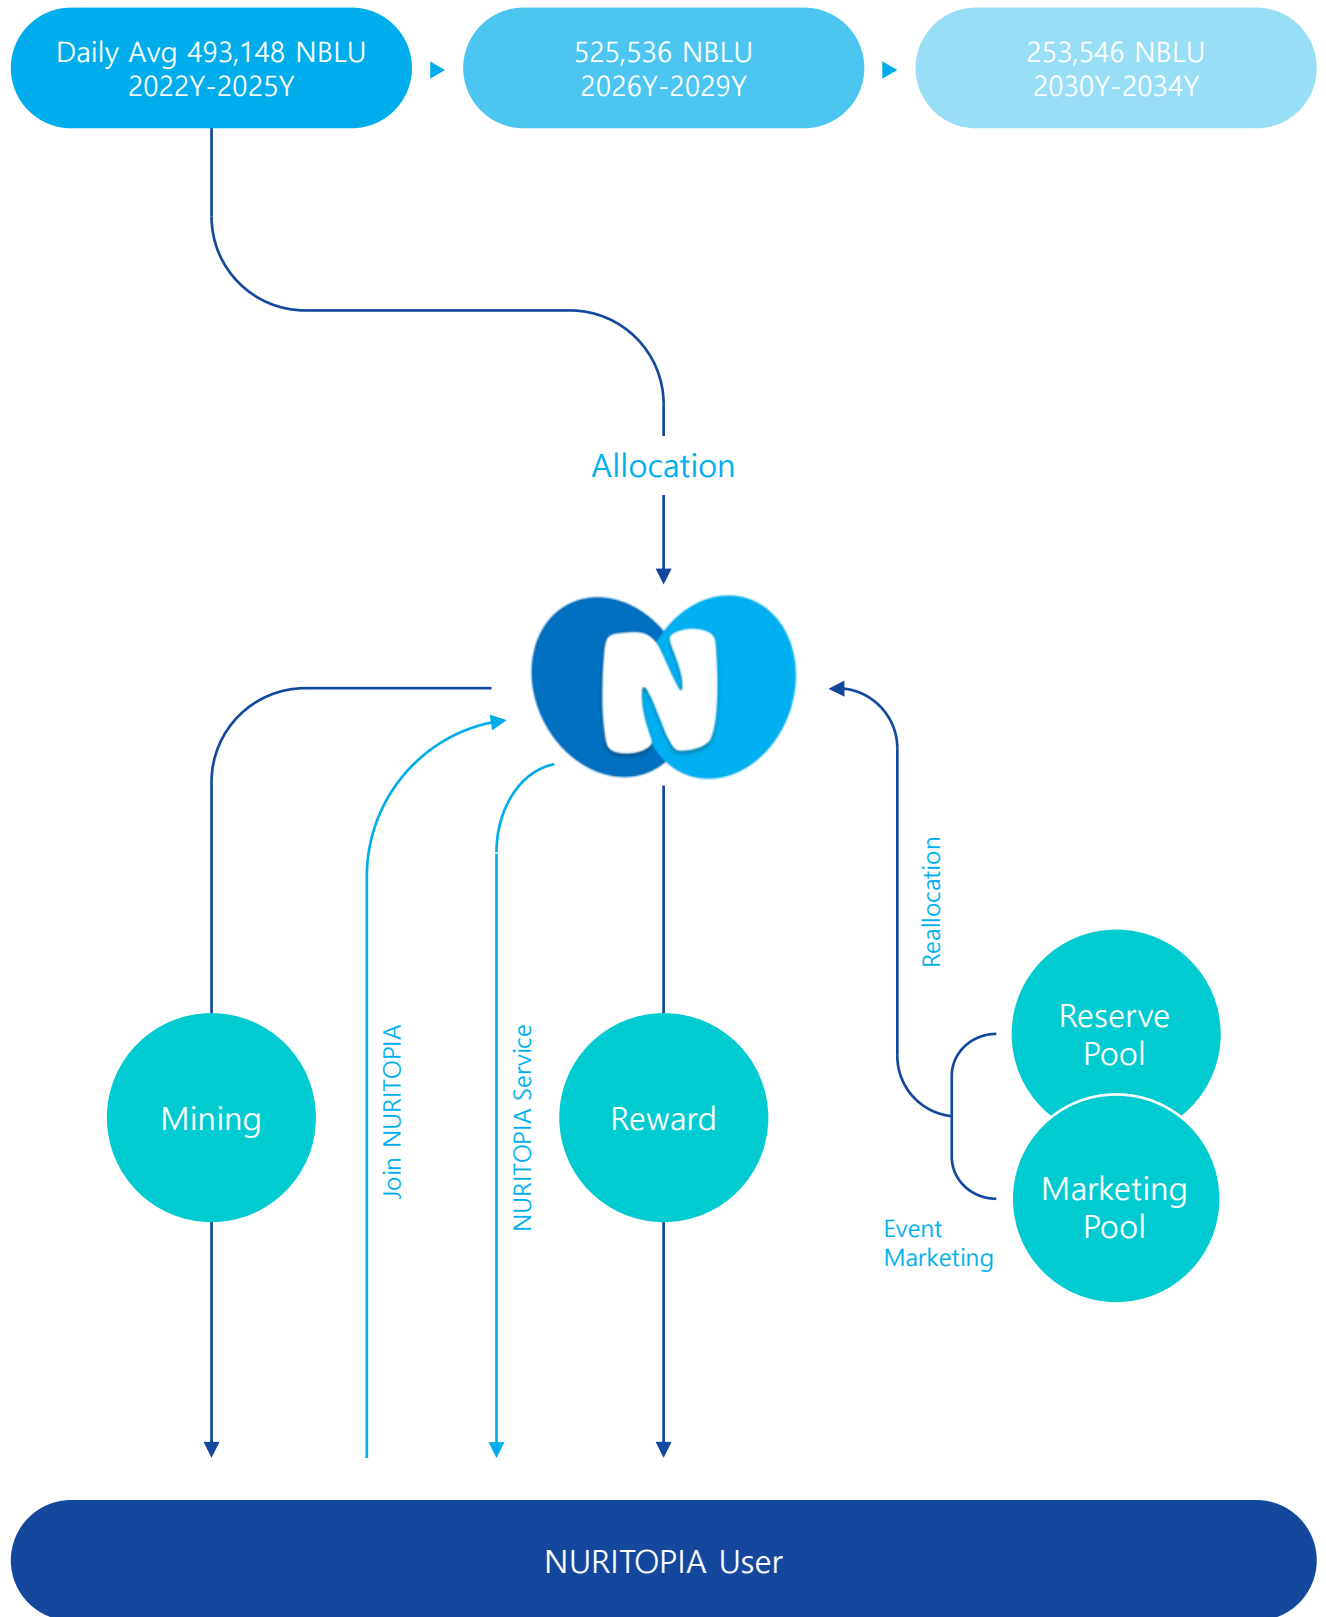 Daily Avg 493,148 NBLU
2022Y-2025Y
525,536 NBLU
2026Y-2029Y
253,546 NBLU
2030Y-2034Y
Allocation
N
Reallocation
Reserve
Pool
Mining
Join NURITOPIA
NURITOPIA Service
Reward
Marketing
Pool
Event
Marketing
NURITOPIA User